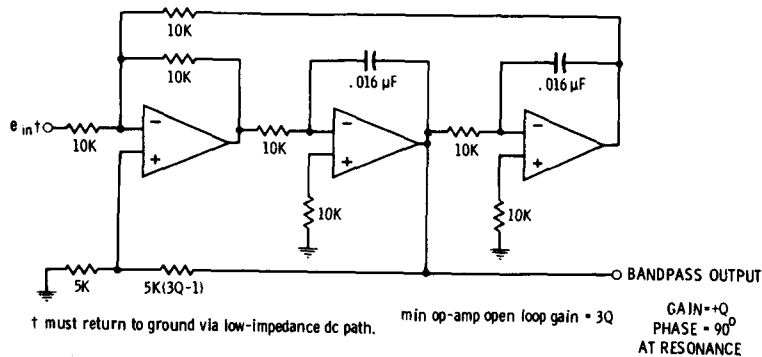 10K
10K
.016 µF
.016 µF
e in †
10K
−
+
10K
−
+
10K
−
+
10K
10K
5K
5K(3Q-1)
BANDPASS OUTPUT
† must return to ground via low-impedance dc path.
min op-amp open loop gain = 3Q
GAIN=+Q
PHASE = 90°
AT RESONANCE